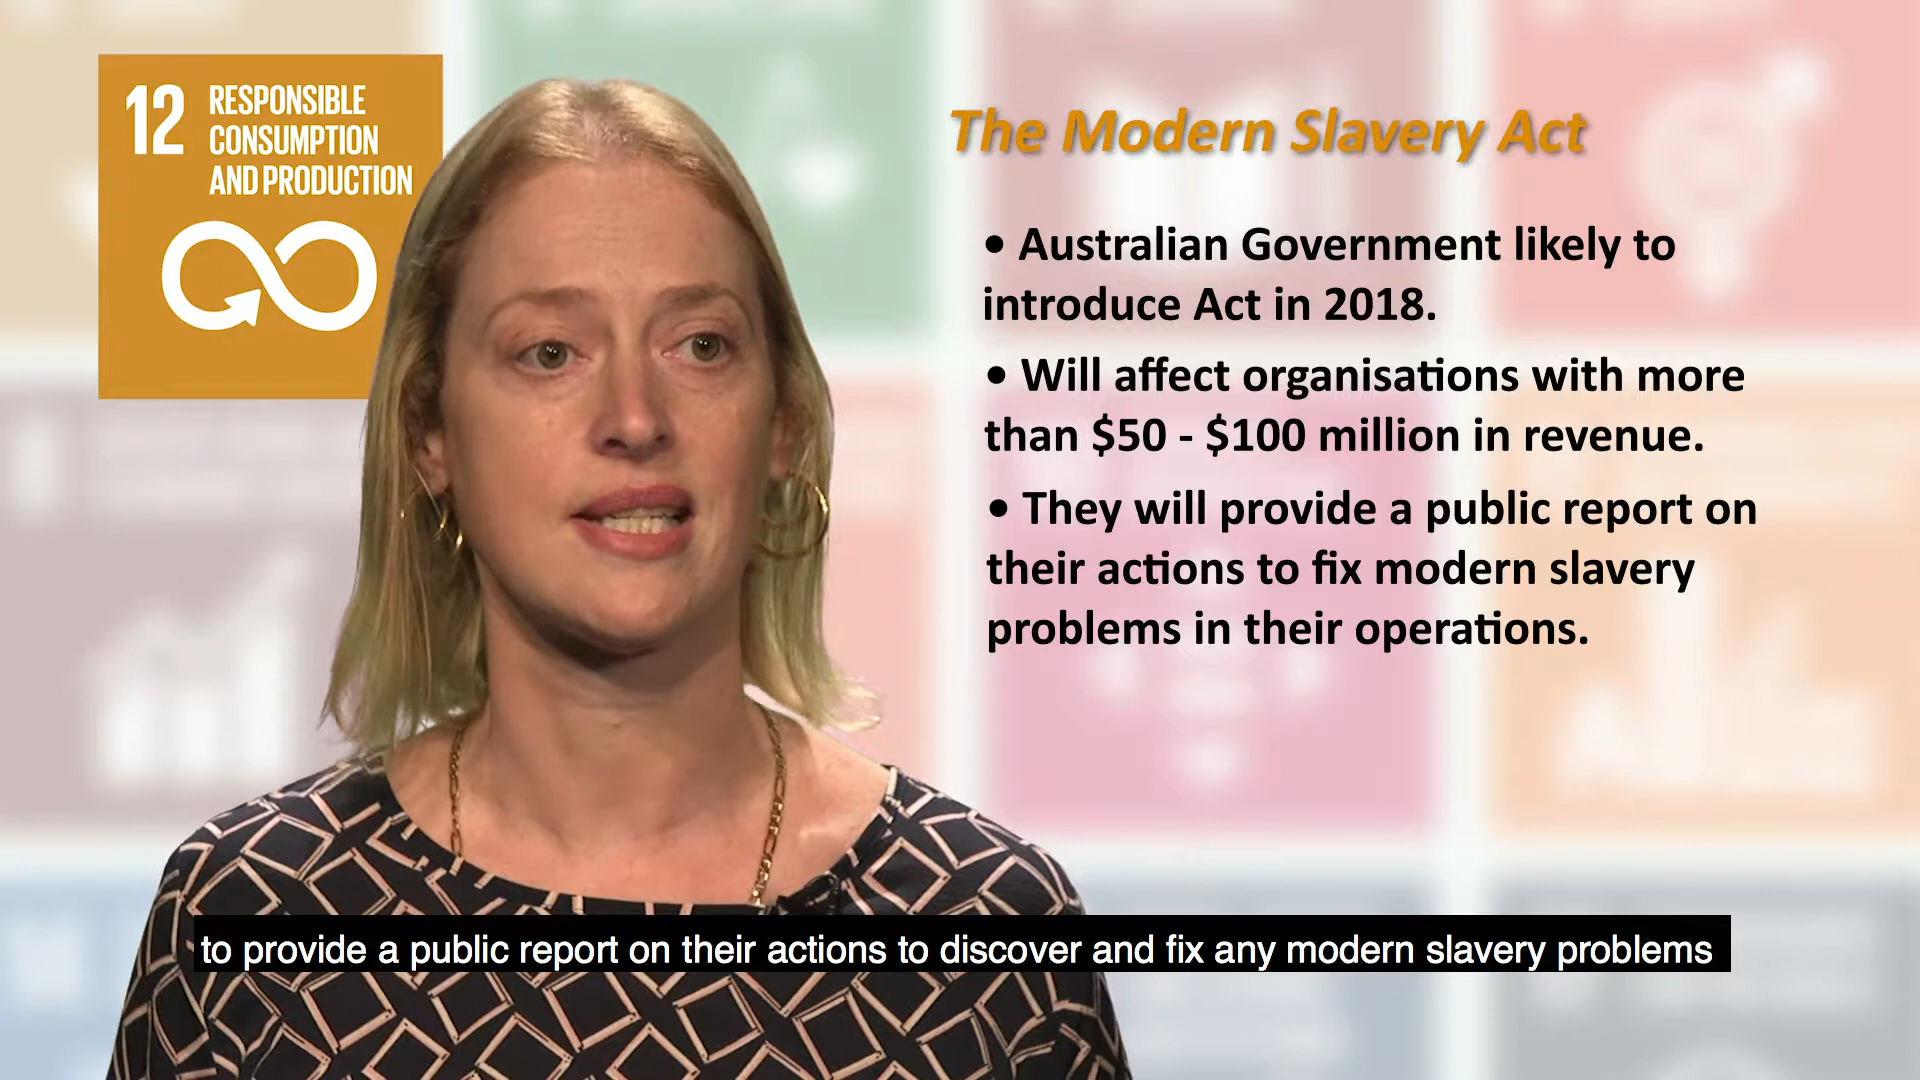 12 RESPONSIBLE
CONSUMPTION
AND PRODUCTION
The Modern Slavery Act
• Australian Government likely to
introduce Act in 2018.
• Will affect organisations with more
than $50 - $100 million in revenue.
• They will provide a public report on
their actions to fix modern slavery
problems in their operations.
to provide a public report on their actions to discover and fix any modern slavery problems